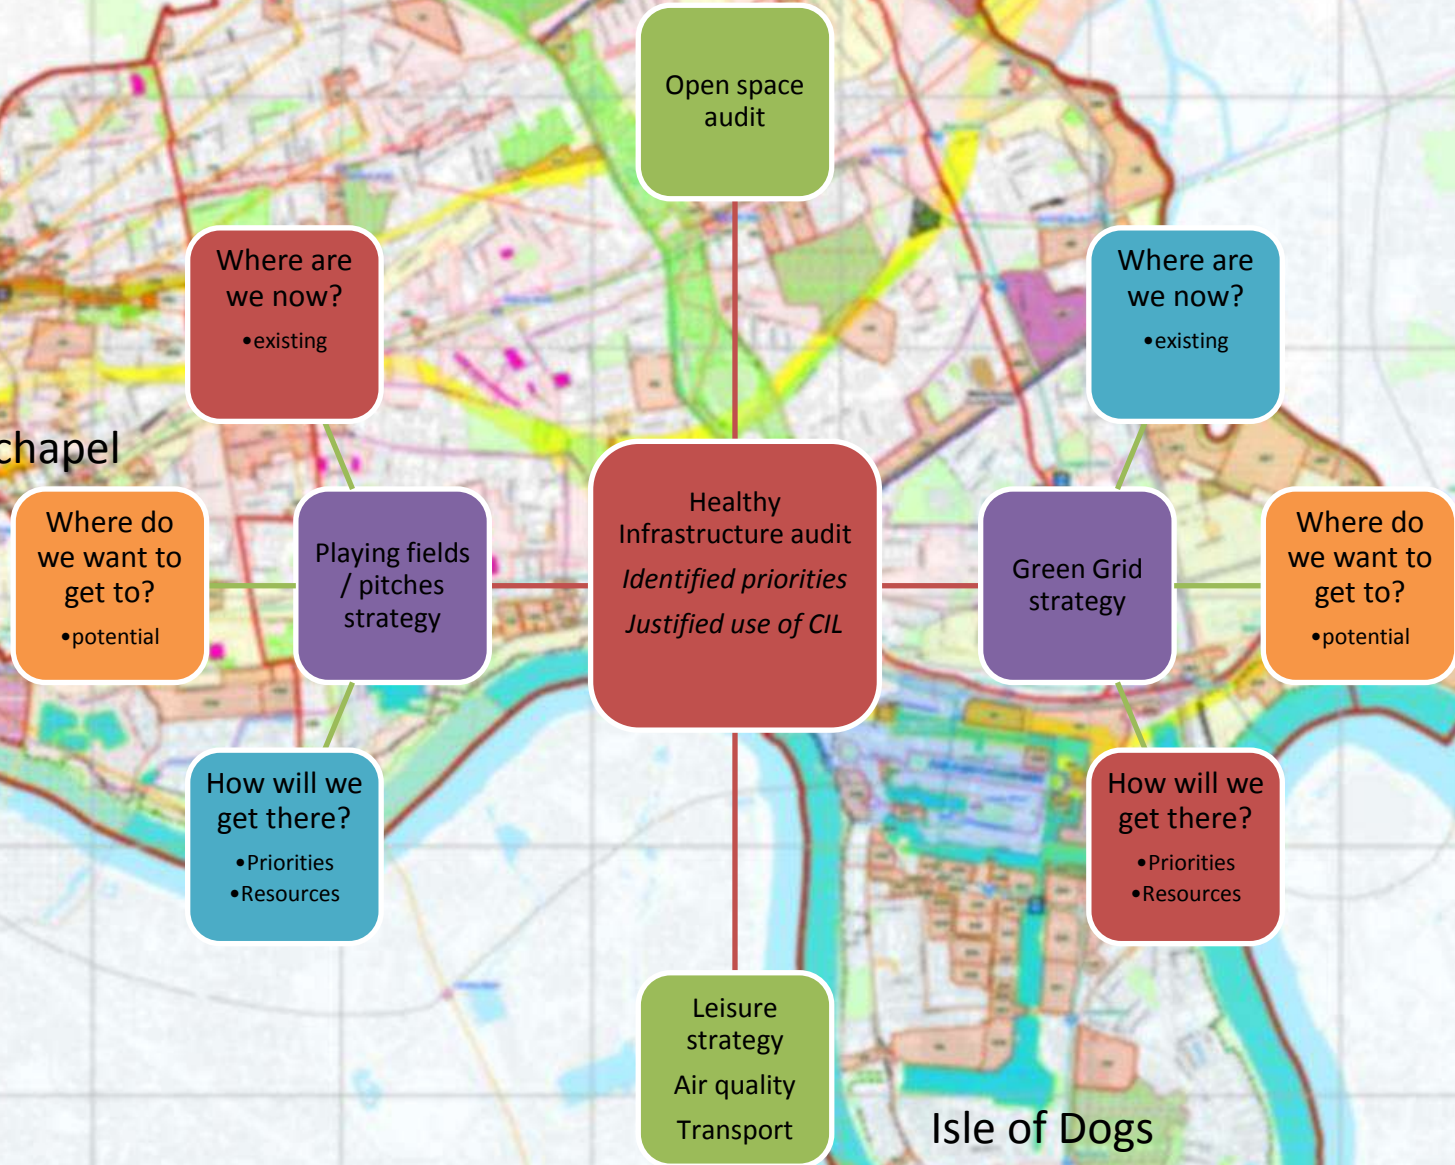 Open space
audit
Where are
we now?
•existing
Where are
we now?
•existing
chapel
Where do
we want to
get to?
•potential
Playing fields
/ pitches
strategy
Healthy
Infrastructure audit
Identified priorities
Justified use of CIL
Green Grid
strategy
Where do
we want to
get to?
•potential
How will we
get there?
•Priorities
•Resources
How will we
get there?
•Priorities
•Resources
Leisure
strategy
Air quality
Transport
Isle of Dogs